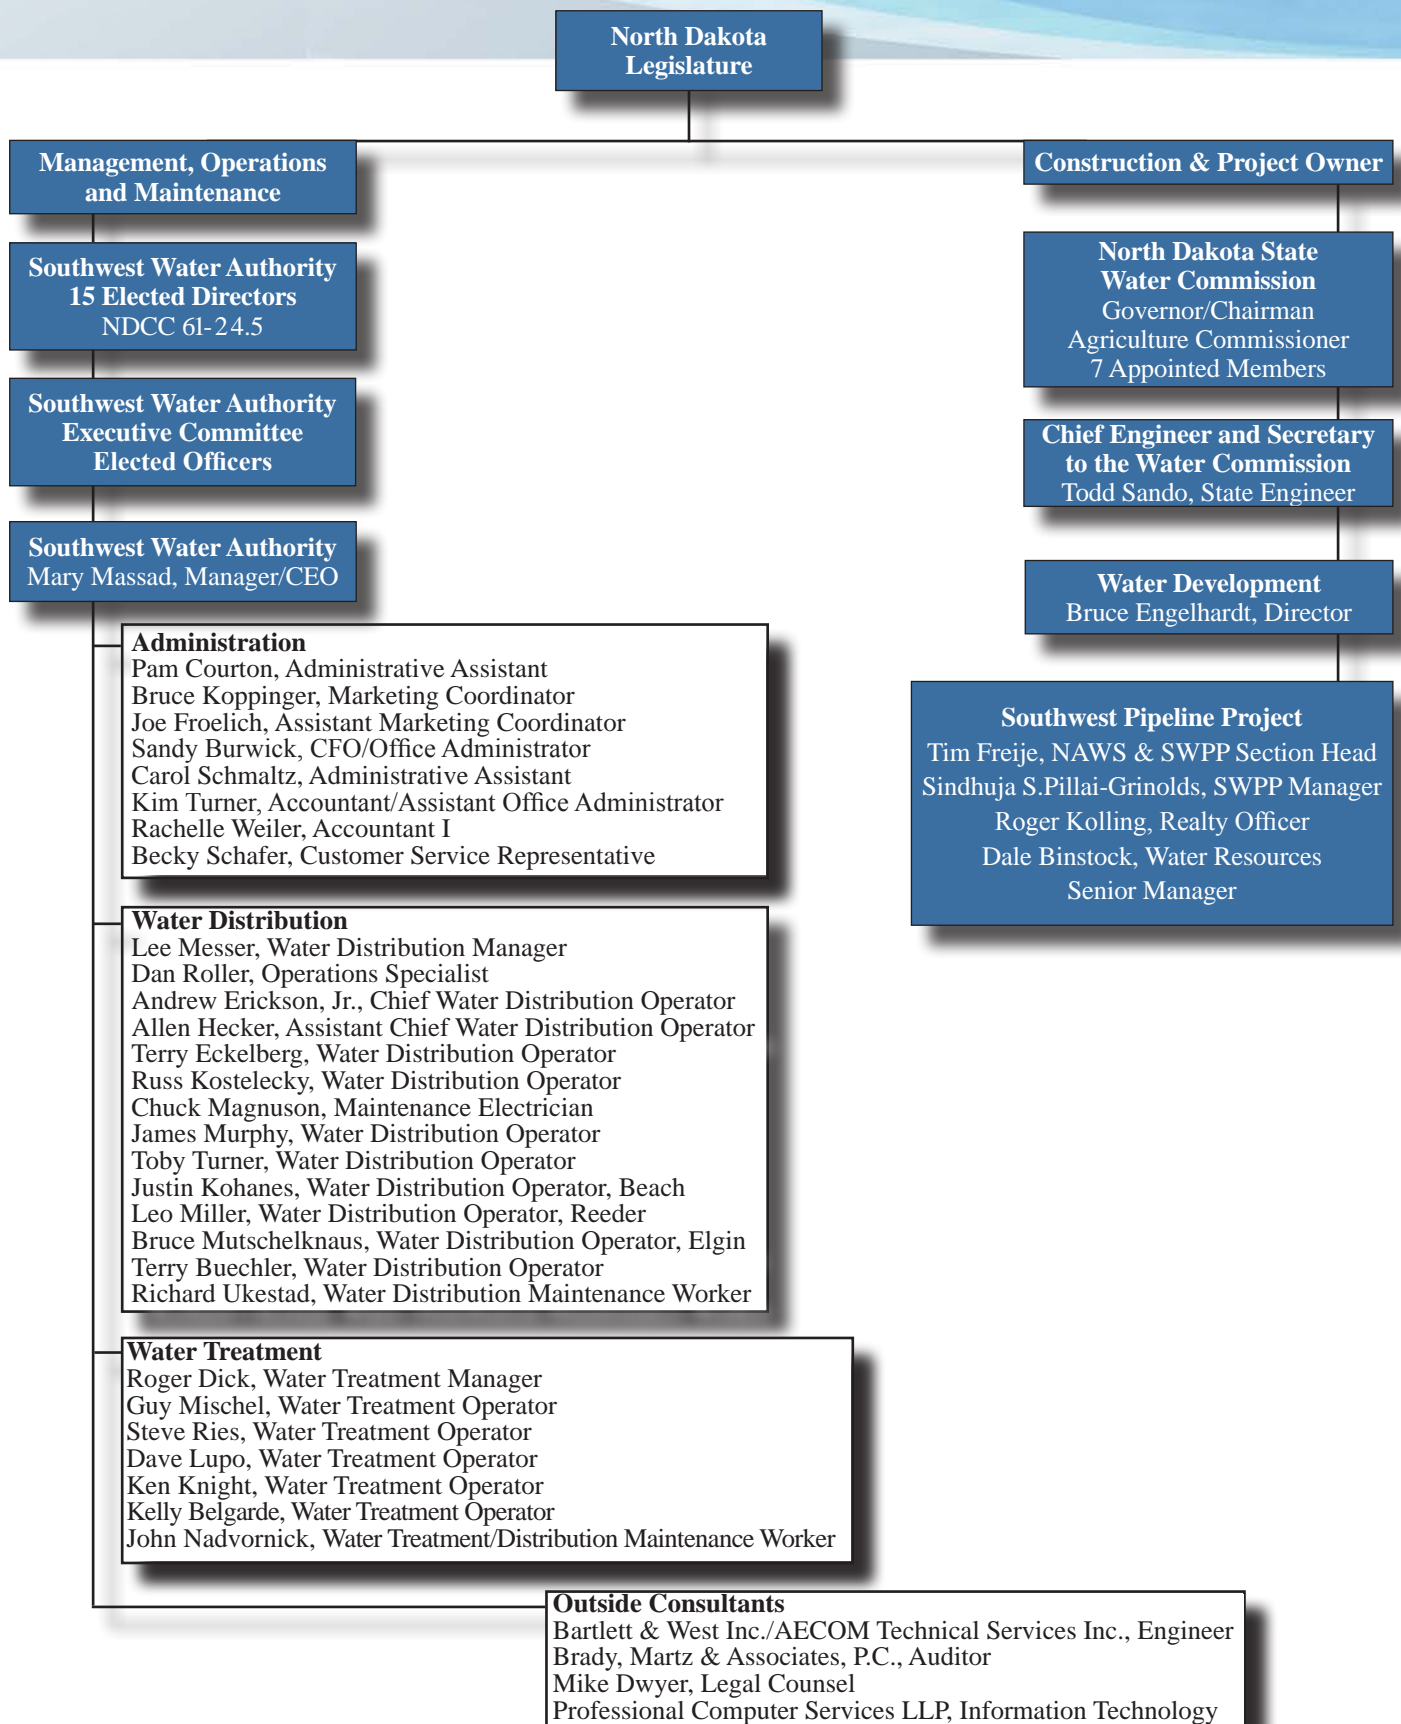 North Dakota
Legislature
Management, Operations
and Maintenance
Southwest Water Authority
15 Elected Directors
NDCC 61-24.5
Southwest Water Authority
Executive Committee
Elected Officers
Southwest Water Authority
Mary Massad, Manager/CEO
Administration
Pam Courton, Administrative Assistant
Bruce Koppinger, Marketing Coordinator
Joe Froelich, Assistant Marketing Coordinator
Sandy Burwick, CFO/Office Administrator
Carol Schmaltz, Administrative Assistant
Kim Turner, Accountant/Assistant Office Administrator
Rachelle Weiler, Accountant I
Becky Schafer, Customer Service Representative
Water Distribution
Lee Messer, Water Distribution Manager
Dan Roller, Operations Specialist
Andrew Erickson, Jr., Chief Water Distribution Operator
Allen Hecker, Assistant Chief Water Distribution Operator
Terry Eckelberg, Water Distribution Operator
Russ Kostelecky, Water Distribution Operator
Chuck Magnuson, Maintenance Electrician
James Murphy, Water Distribution Operator
Toby Turner, Water Distribution Operator
Justin Kohanes, Water Distribution Operator, Beach
Leo Miller, Water Distribution Operator, Reeder
Bruce Mutschelknaus, Water Distribution Operator, Elgin
Terry Buechler, Water Distribution Operator
Richard Ukestad, Water Distribution Maintenance Worker
Water Treatment
Roger Dick, Water Treatment Manager
Guy Mischel, Water Treatment Operator
Steve Ries, Water Treatment Operator
Dave Lupo, Water Treatment Operator
Ken Knight, Water Treatment Operator
Kelly Belgarde, Water Treatment Operator
John Nadvornick, Water Treatment/Distribution Maintenance Worker
Outside Consultants
Bartlett & West Inc./AECOM Technical Services Inc., Engineer
Brady, Martz & Associates, P.C., Auditor
Mike Dwyer, Legal Counsel
Professional Computer Services LLP, Information Technology
Construction & Project Owner
North Dakota State
Water Commission
Governor/Chairman
Agriculture Commissioner
7 Appointed Members
Chief Engineer and Secretary
to the Water Commission
Todd Sando, State Engineer
Water Development
Bruce Engelhardt, Director
Southwest Pipeline Project
Tim Freije, NAWS & SWPP Section Head
Sindhuja S.Pillai-Grinolds, SWPP Manager
Roger Kolling, Realty Officer
Dale Binstock, Water Resources
Senior Manager